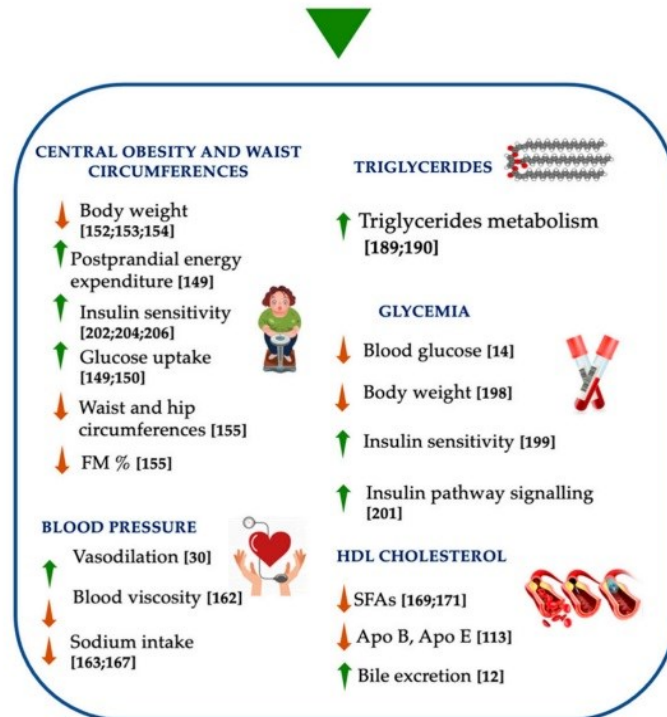 CENTRAL OBESITY AND WAIST
CIRCUMFERENCES
Body weight
[152;153;154]
Postprandial energy
expenditure [149]
Insulin sensitivity
[202;204;206]
Glucose uptake
[149;150]
Waist and hip
circumferences [155]
FM % [155]
BLOOD PRESSURE
Vasodilation [30]
Blood viscosity [162]
Sodium intake
[163;167]
TRIGLYCERIDES
Triglycerides metabolism
[189;190]
GLYCEMIA
Blood glucose [14]
Body weight [198]
Insulin sensitivity [199]
Insulin pathway signalling
[201]
HDL CHOLESTEROL
SFAs [169;171]
Apo B, Apo E [113]
Bile excretion [12]